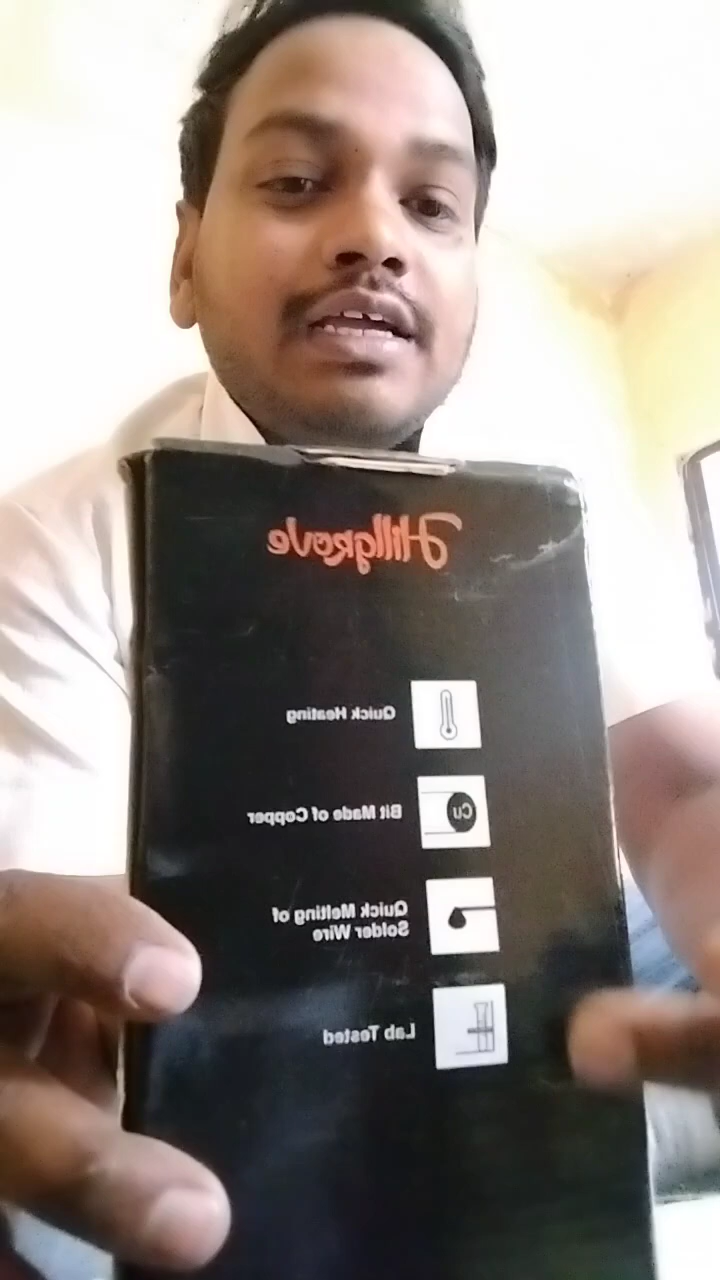 Hillgrove
Quick Heating
Cu
Bit Made of Copper
Quick Melting of
Solder Wire
Lab Tested